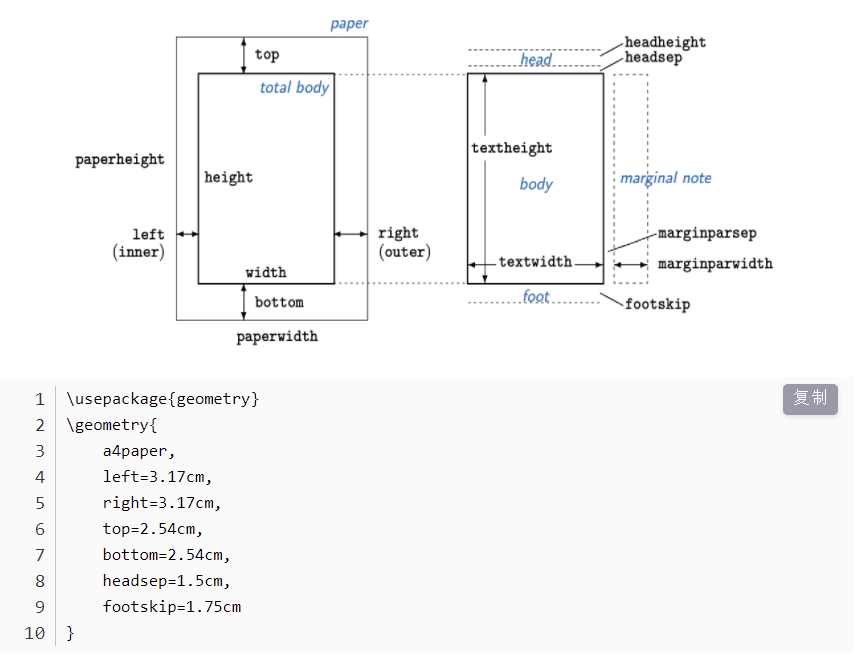 paper
top
headheight
headsep
head
total body
paperheight
height
textheight
body
marginal note
left
(inner)
right
(outer)
marginparsep
marginparwidth
textwidth
width
bottom
foot
footskip
paperwidth
复制
1 \usepackage{geometry}
2 \geometry{
3     a4paper,
4     left=3.17cm,
5     right=3.17cm,
6     top=2.54cm,
7     bottom=2.54cm,
8     headsep=1.5cm,
9     footskip=1.75cm
10 }